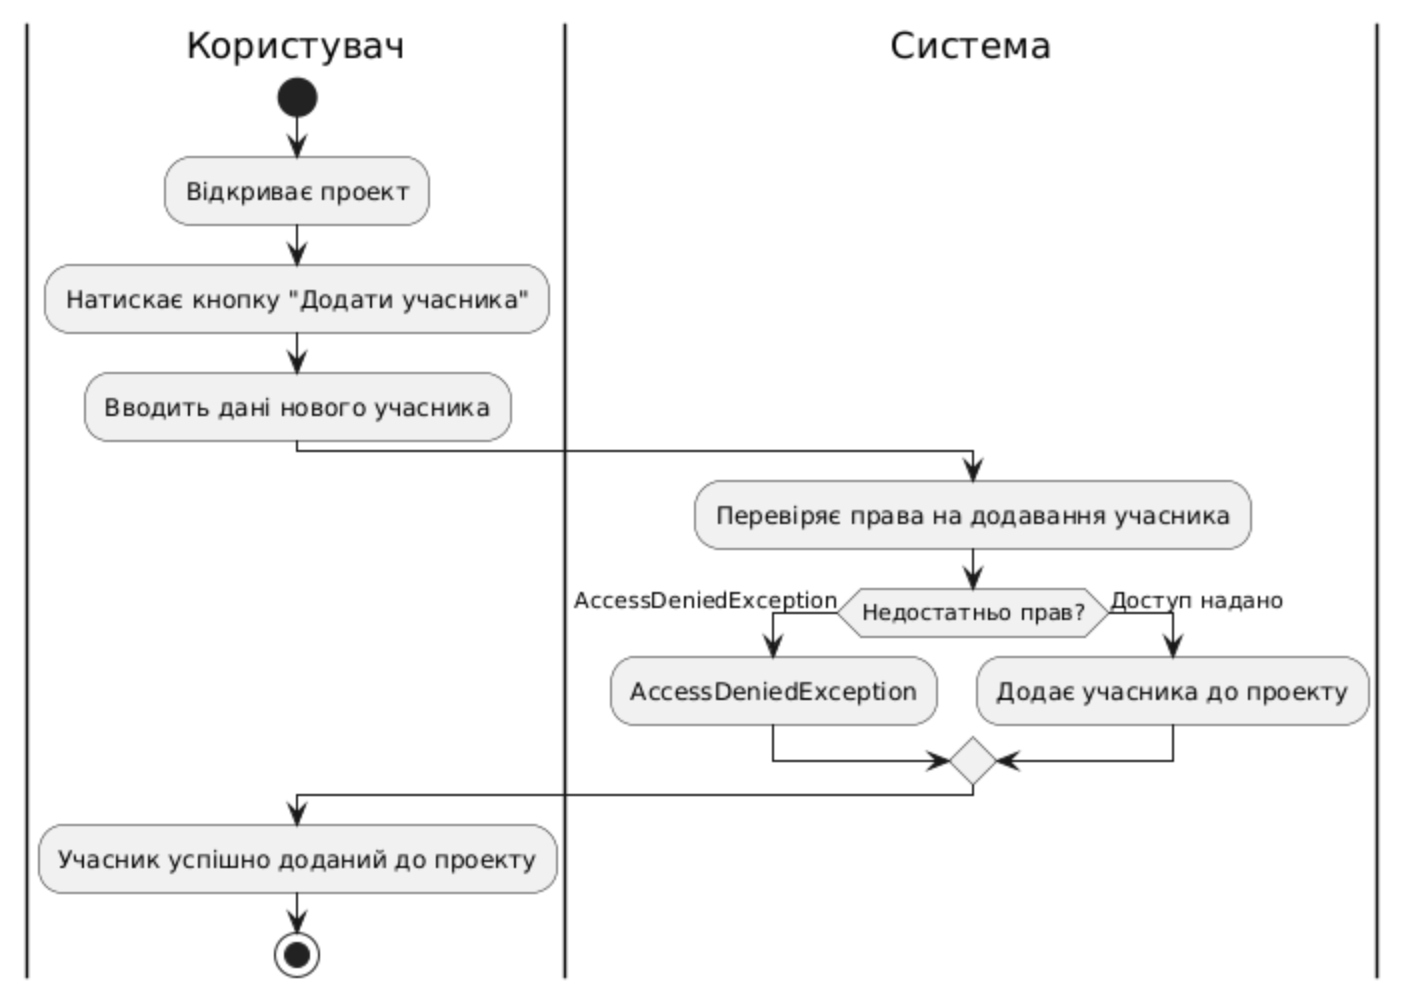 Користувач
Система
Відкриває проект
Натискає кнопку "Додати учасника"
Вводить дані нового учасника
Перевіряє права на додавання учасника
AccessDeniedException
Недостатньо прав?
Доступ надано
AccessDeniedException
Додає учасника до проекту
Учасник успішно доданий до проекту